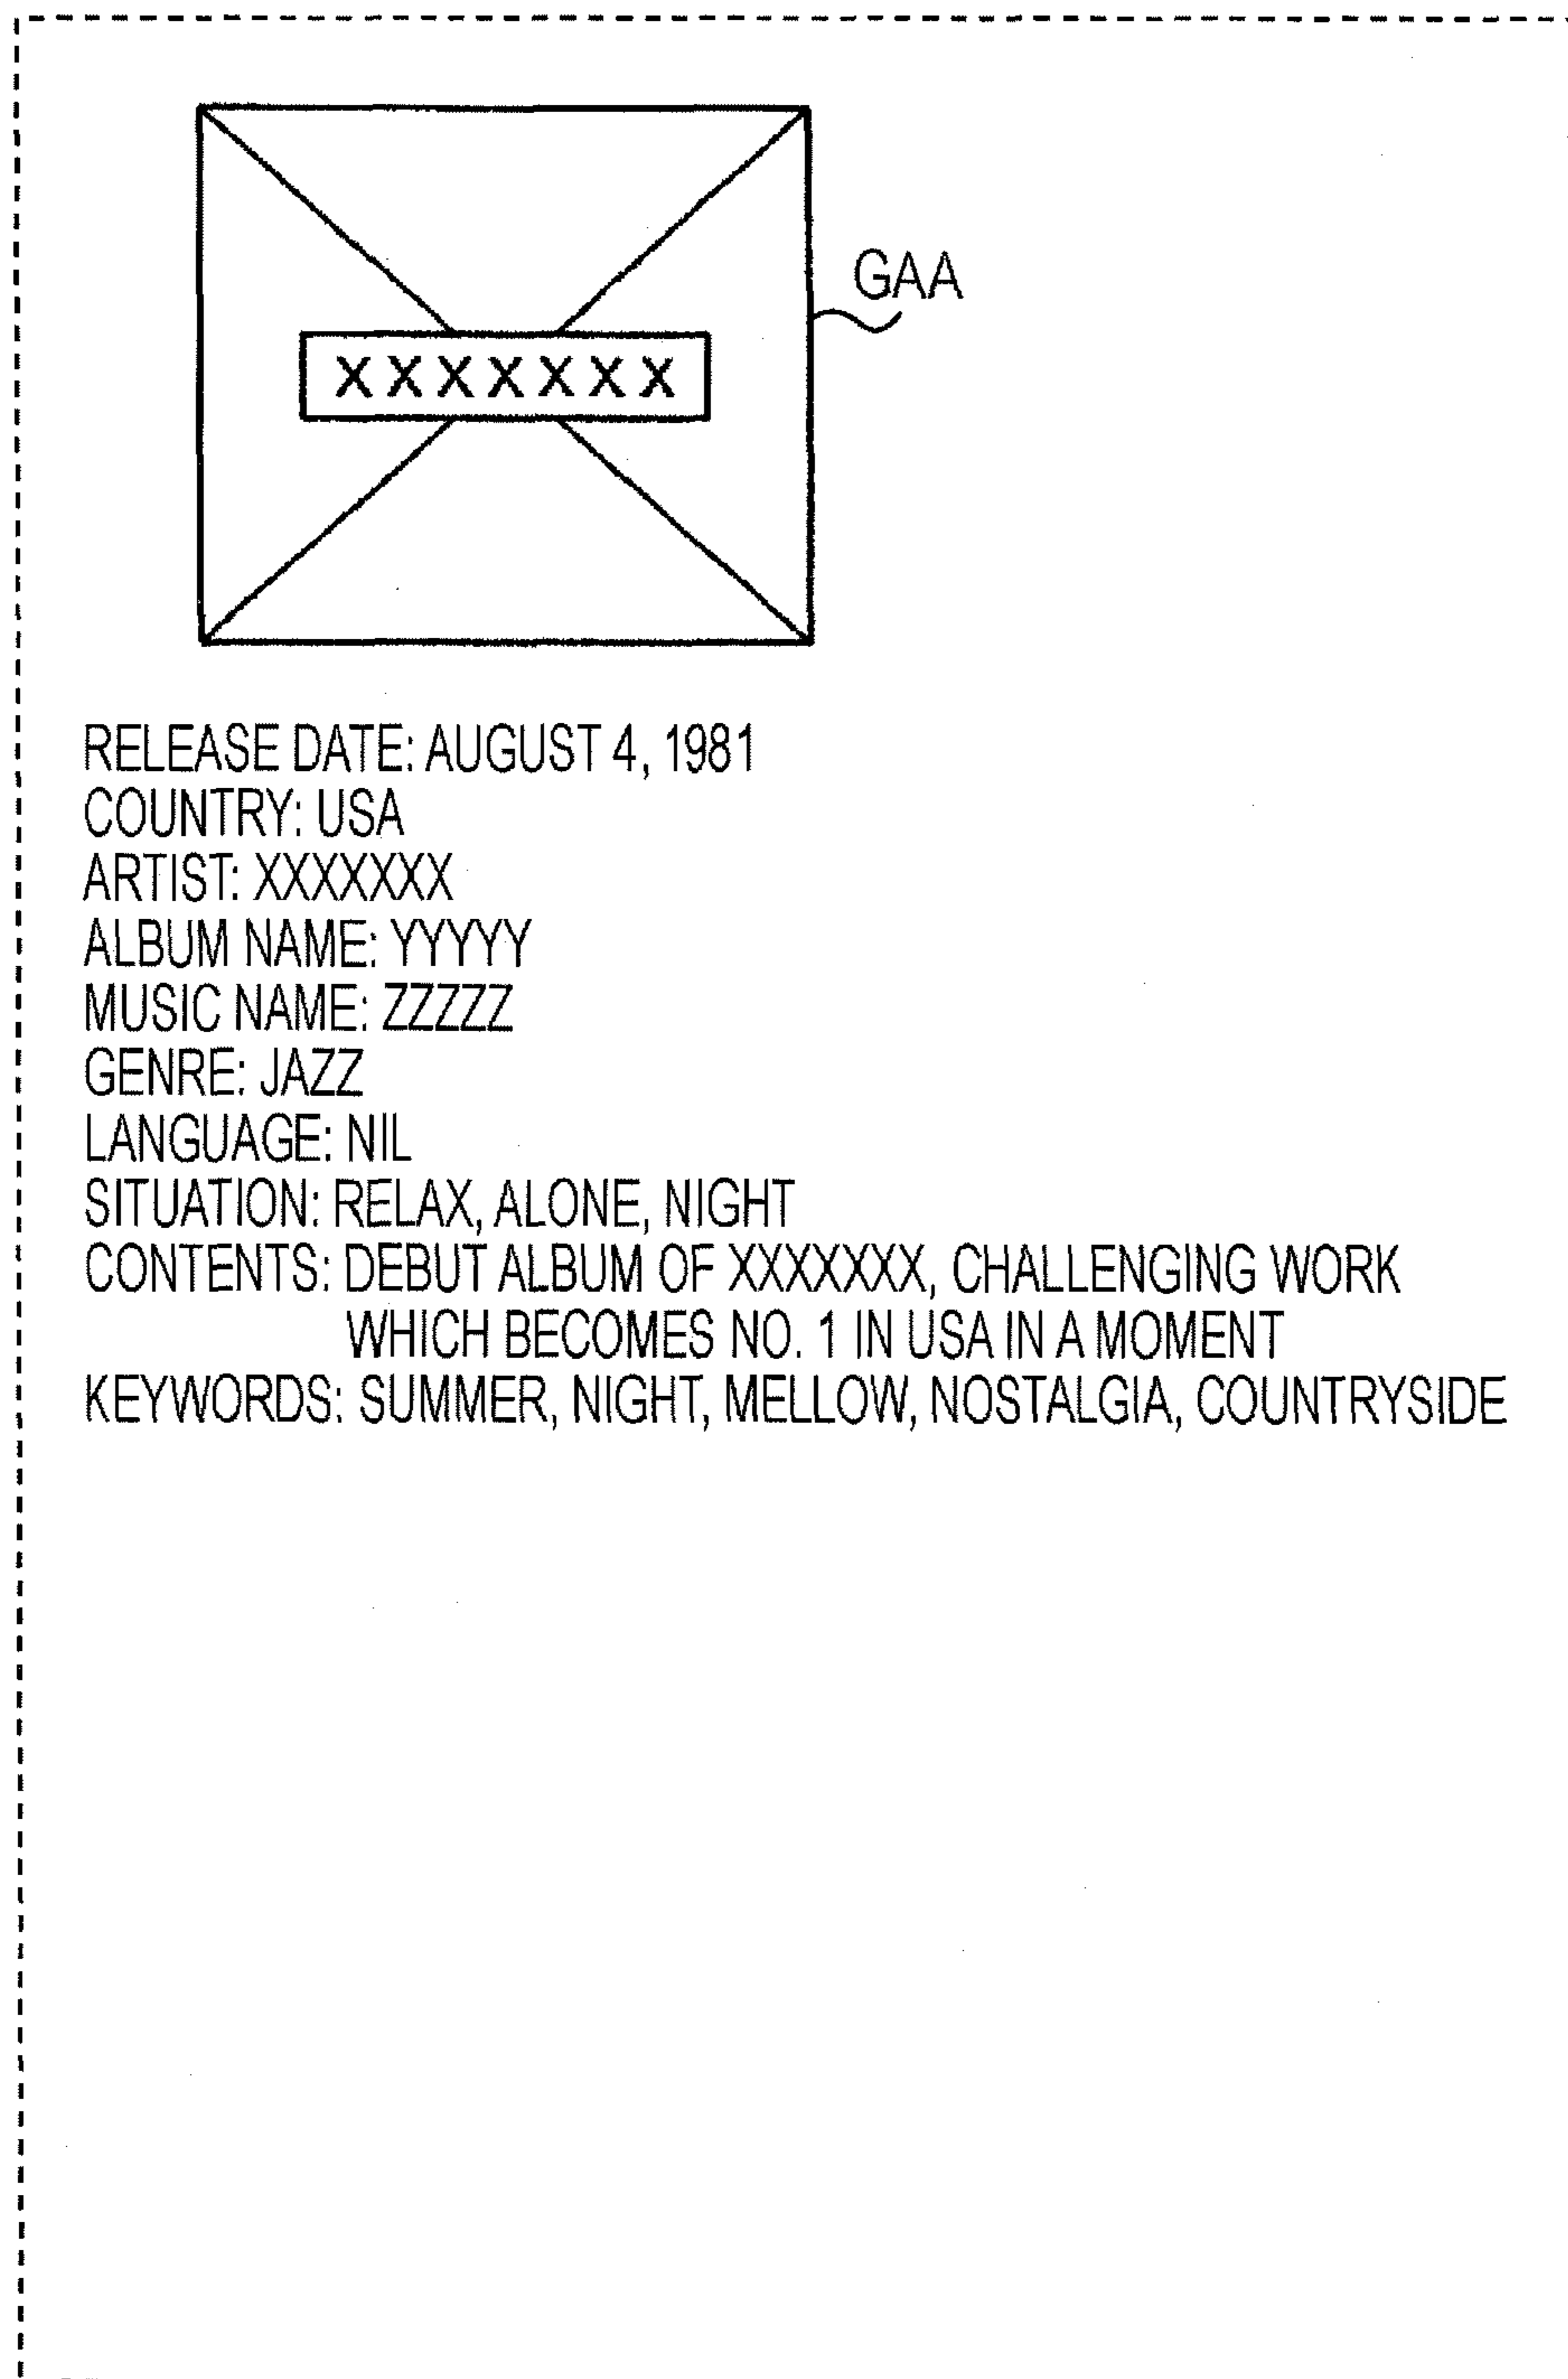 GAA
XXXXXXX
RELEASE DATE: AUGUST 4, 1981
COUNTRY: USA
ARTIST: XXXXXXX
ALBUM NAME: YYYYY
MUSIC NAME: ZZZZZ
GENRE: JAZZ
LANGUAGE: NIL
SITUATION: RELAX, ALONE, NIGHT
CONTENTS: DEBUT ALBUM OF XXXXXXX, CHALLENGING WORK
WHICH BECOMES NO. 1 IN USA IN A MOMENT
KEYWORDS: SUMMER, NIGHT, MELLOW, NOSTALGIA, COUNTRYSIDE